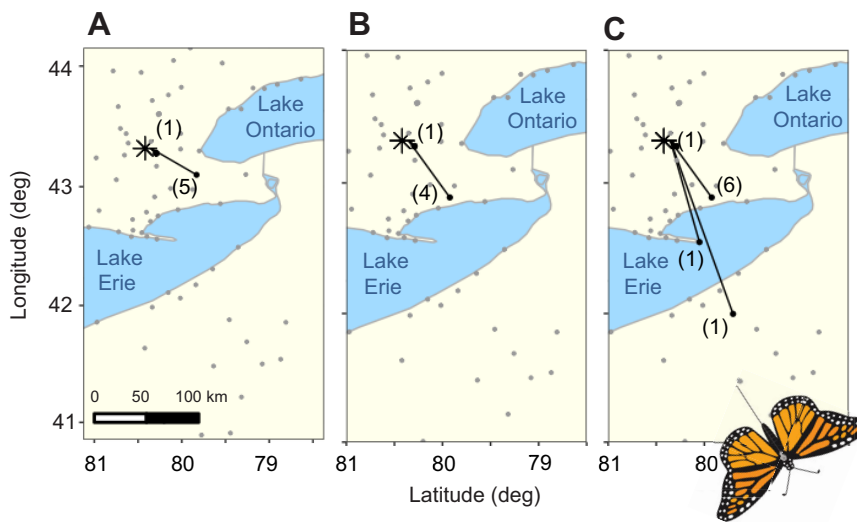 A
B
C
44
43
42
41
Longitude (deg)
Lake
Ontario
(1)
(5)
Lake
Erie
0 50 100 km
81 80 79
Lake
Ontario
(1)
(4)
Lake
Erie
81 80 79
Lake
Ontario
(1)
(6)
(1)
Lake
Erie
(1)
81 80
Latitude (deg)